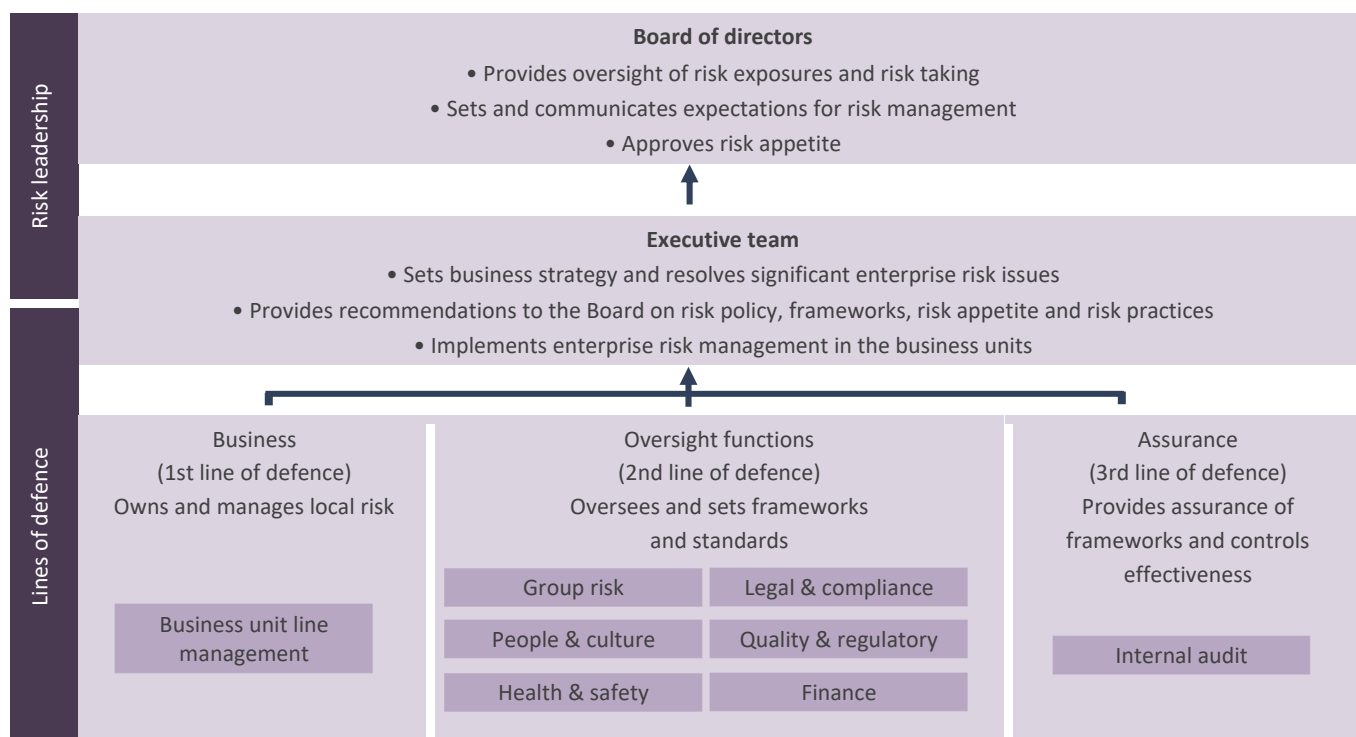 Risk leadership
Board of directors
• Provides oversight of risk exposures and risk taking
• Sets and communicates expectations for risk management
• Approves risk appetite
Executive team
• Sets business strategy and resolves significant enterprise risk issues
• Provides recommendations to the Board on risk policy, frameworks, risk appetite and risk practices
• Implements enterprise risk management in the business units
Lines of defence
Business
(1st line of defence)
Owns and manages local risk
Business unit line
management
Oversight functions
(2nd line of defence)
Oversees and sets frameworks
and standards
Group risk
Legal & compliance
People & culture
Quality & regulatory
Health & safety
Finance
Assurance
(3rd line of defence)
Provides assurance of
frameworks and controls
effectiveness
Internal audit